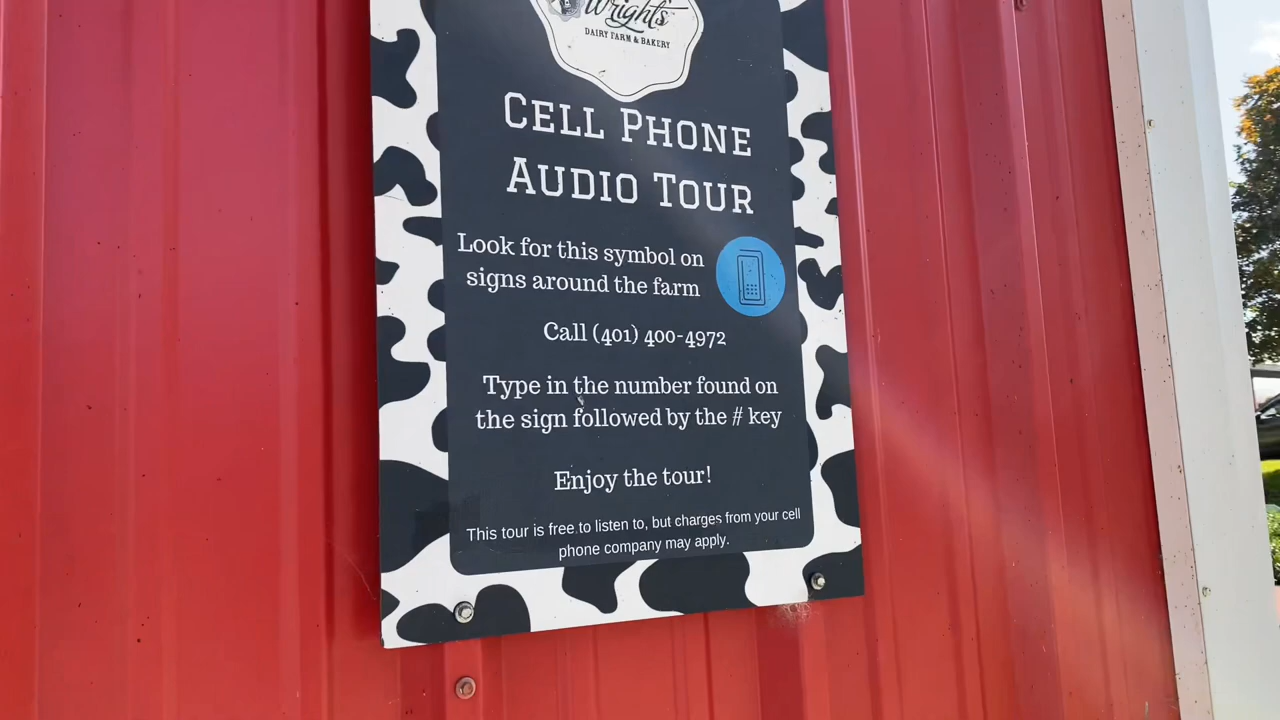 Wright's
DAIRY FARM & BAKERY
CELL PHONE
AUDIO TOUR
Look for this symbol on
signs around the farm
Call (401) 400-4972
Type in the number found on
the sign followed by the # key
Enjoy the tour!
This tour is free to listen to, but charges from your cell
phone company may apply.